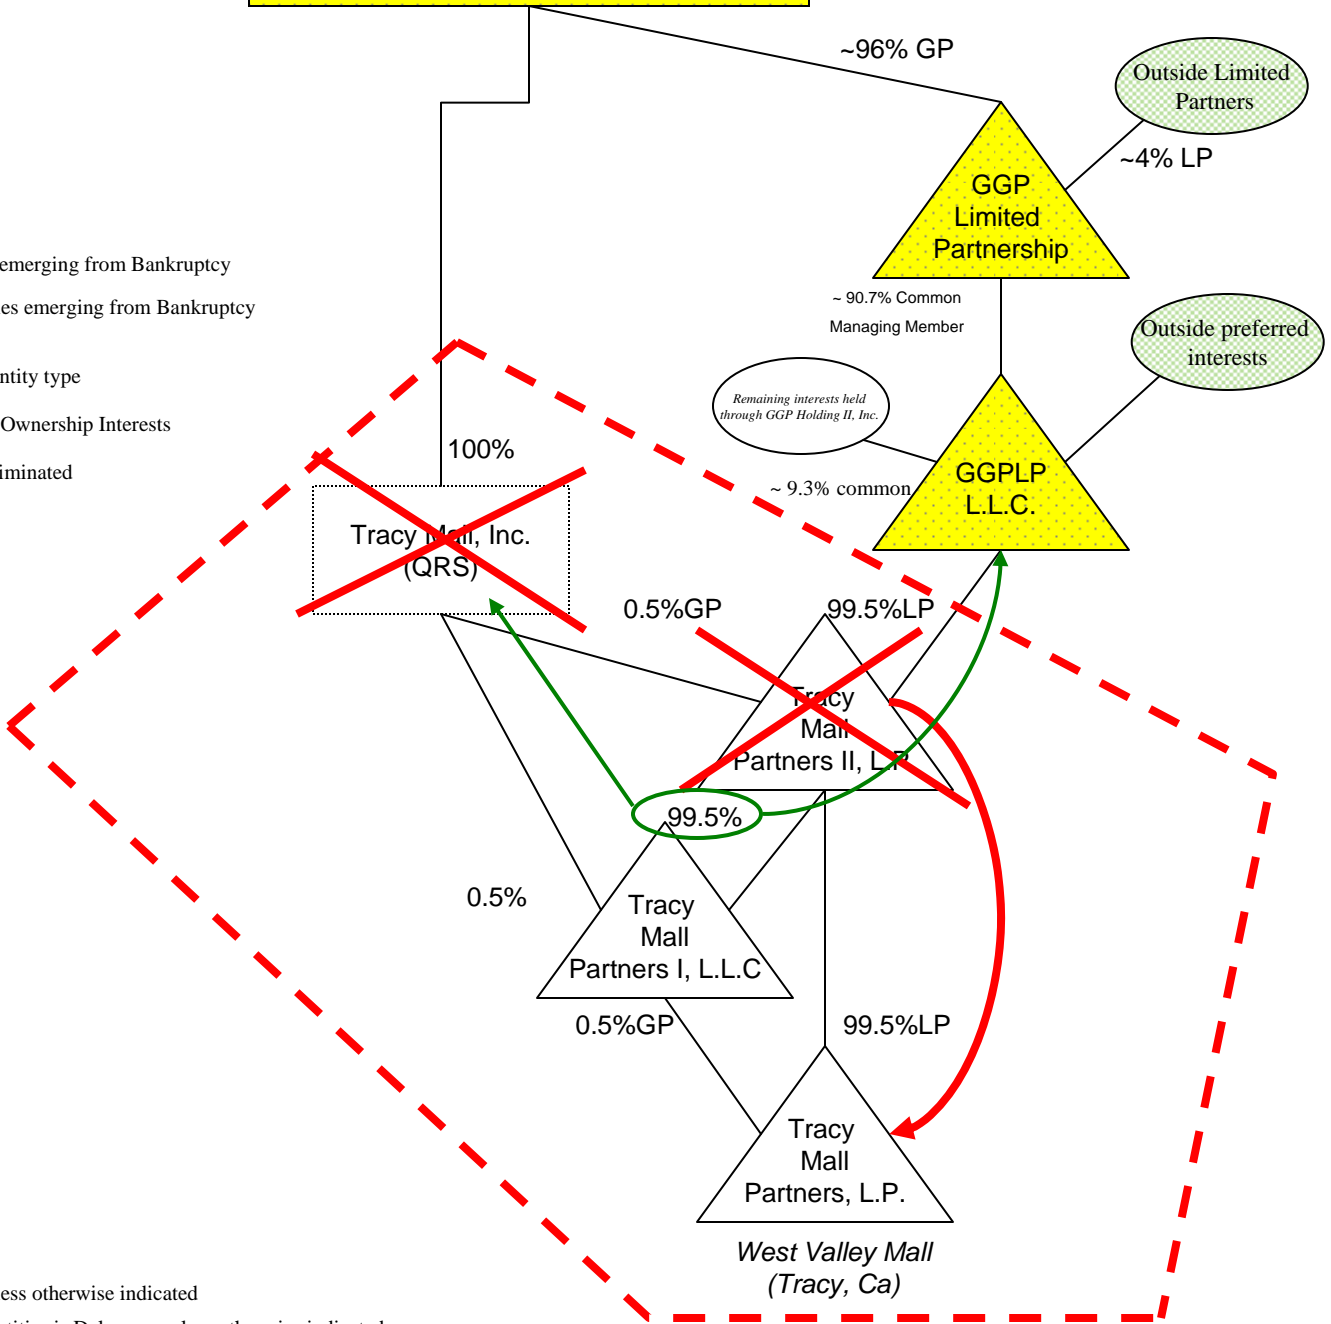 ~96% GP
Outside Limited
Partners
~4% LP
GGP
Limited
Partnership
emerging from Bankruptcy
~ 90.7% Common
Managing Member
es emerging from Bankruptcy
Outside preferred
interests
ntity type
Remaining interests held
through GGP Holding II, Inc.
Ownership Interests
100%
iminated
GGPLP
L.L.C.
~ 9.3% common
Tracy Mall, Inc.
(QRS)
0.5%GP
99.5%LP
Tracy
Mall
Partners II, L.P.
99.5%
0.5%
Tracy
Mall
Partners I, L.L.C
0.5%GP
99.5%LP
Tracy
Mall
Partners, L.P.
West Valley Mall
(Tracy, Ca)
ess otherwise indicated